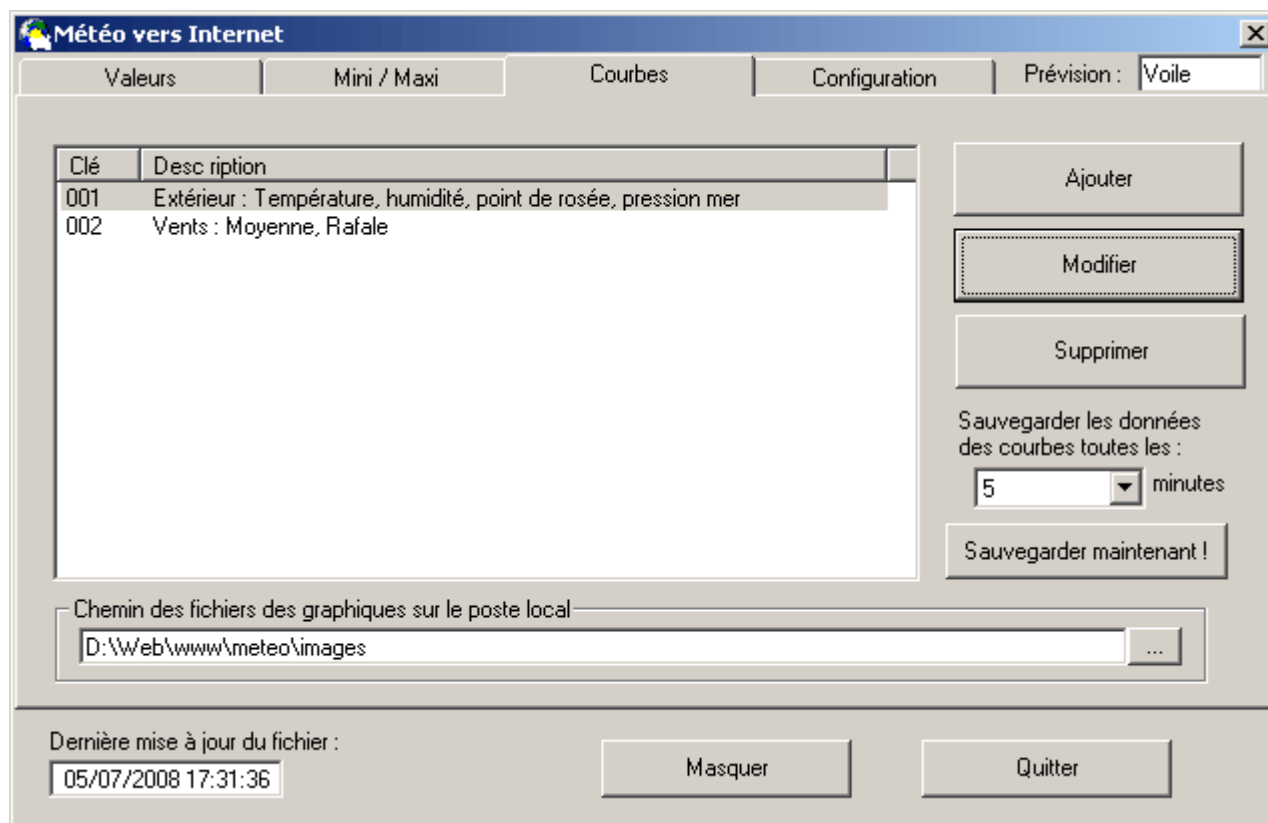 Météo vers Internet
Valeurs Mini / Maxi Courbes Configuration Prévision : Voile
Clé Desc ription
001 Extérieur : Température, humidité, point de rosée, pression mer
002 Vents : Moyenne, Rafale
Ajouter
Modifier
Supprimer
Sauvegarder les données
des courbes toutes les :
5 minutes
Sauvegarder maintenant !
Chemin des fichiers des graphiques sur le poste local
D:\Web\www\meteo\images ...
Dernière mise à jour du fichier :
05/07/2008 17:31:36
Masquer Quitter